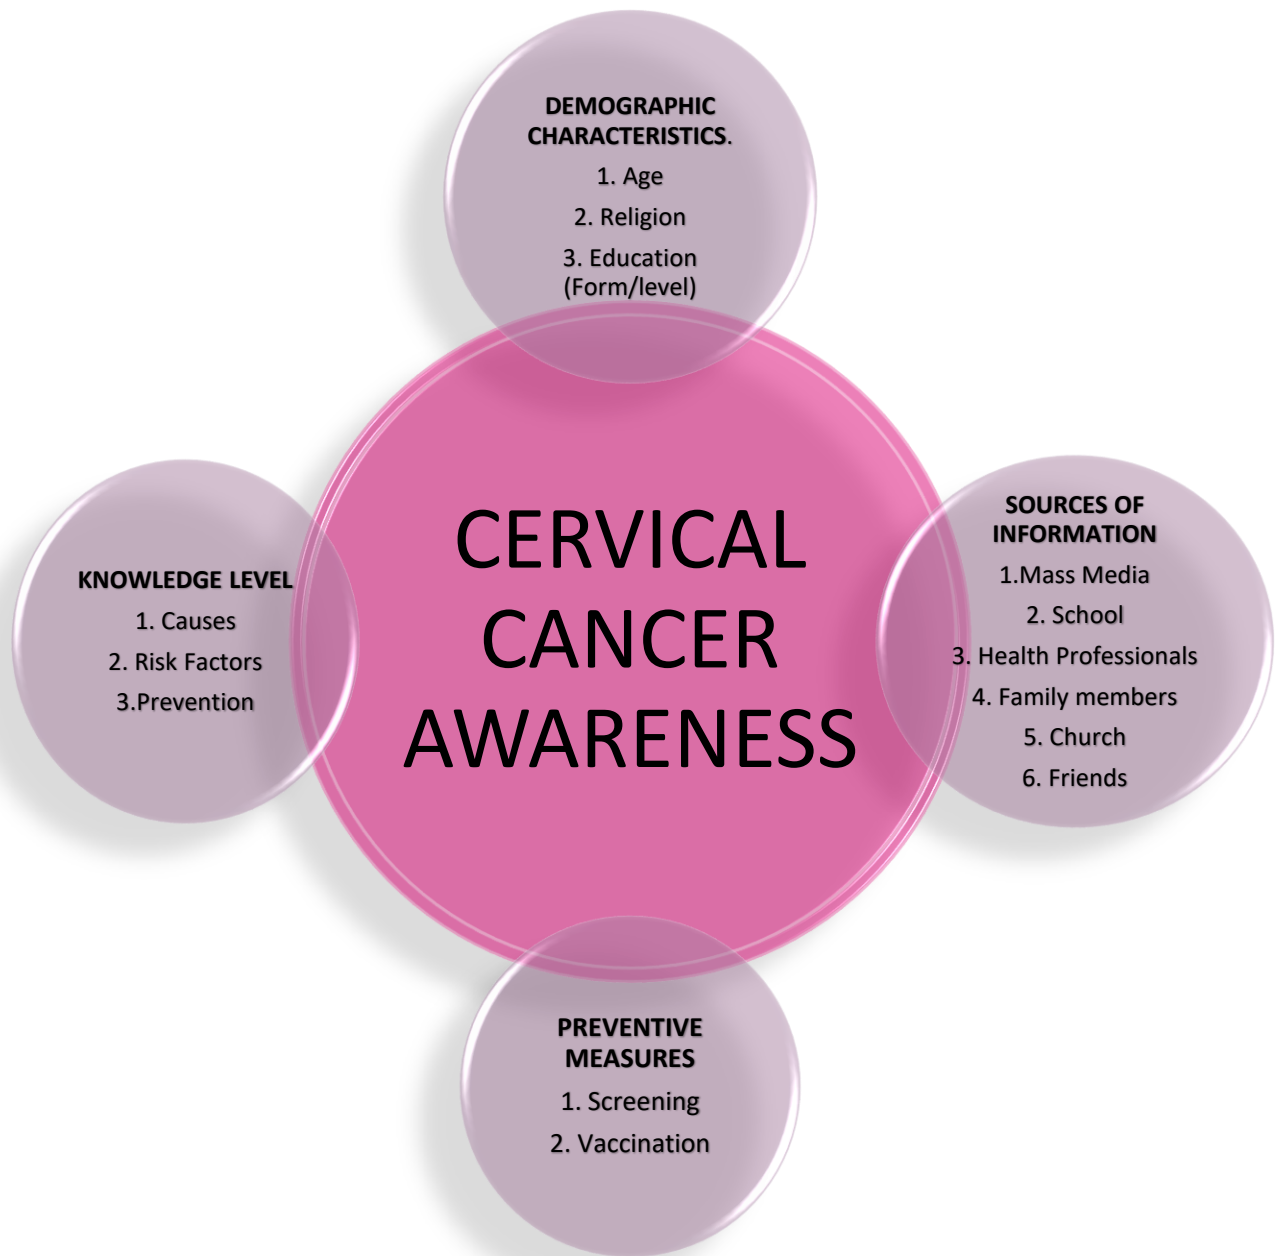 DEMOGRAPHIC
CHARACTERISTICS.
1. Age
2. Religion
3. Education
(Form/level)
CERVICAL
CANCER
AWARENESS
KNOWLEDGE LEVEL
1. Causes
2. Risk Factors
3.Prevention
SOURCES OF
INFORMATION
1.Mass Media
2. School
3. Health Professionals
4. Family members
5. Church
6. Friends
PREVENTIVE
MEASURES
1. Screening
2. Vaccination